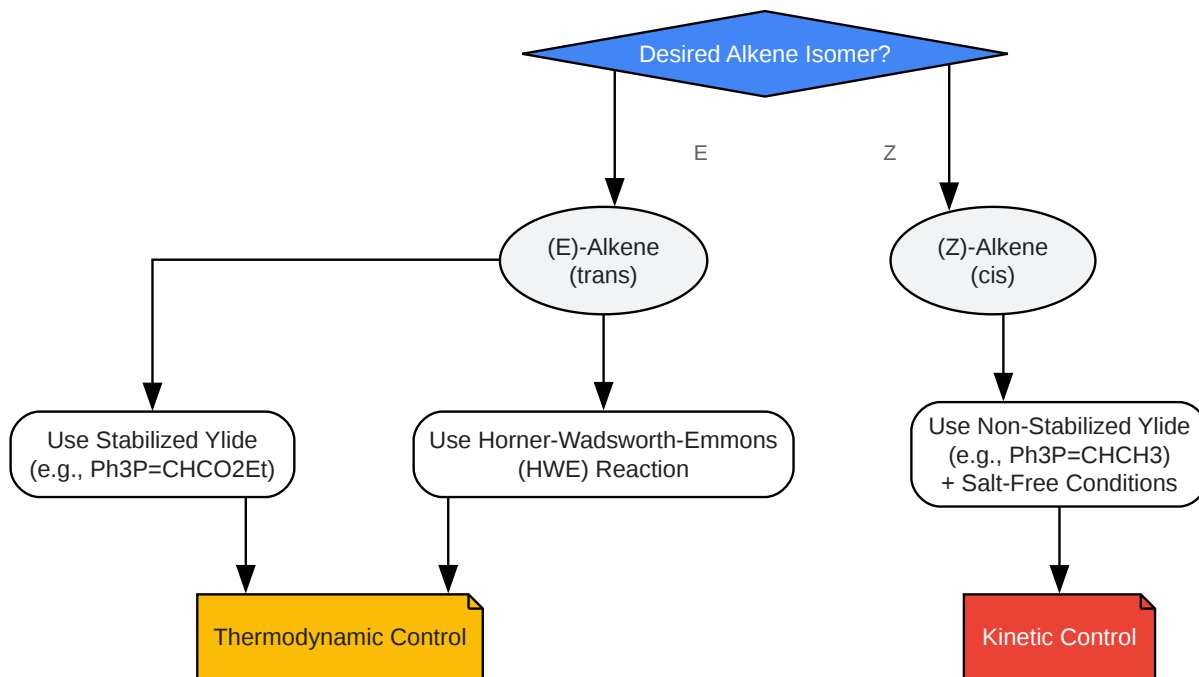 Desired Alkene Isomer?
E
Z
(E)-Alkene
(trans)
(Z)-Alkene
(cis)
Use Stabilized Ylide
(e.g., Ph3P=CHCO2Et)
Use Horner-Wadsworth-Emmons
(HWE) Reaction
Use Non-Stabilized Ylide
(e.g., Ph3P=CHCH3)
+ Salt-Free Conditions
Thermodynamic Control
Kinetic Control